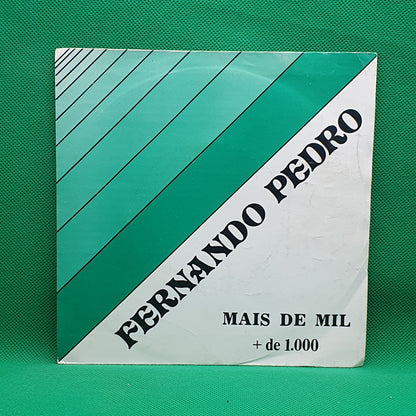 FERNANDO PEDRO
MAIS DE MIL
+ de 1.000